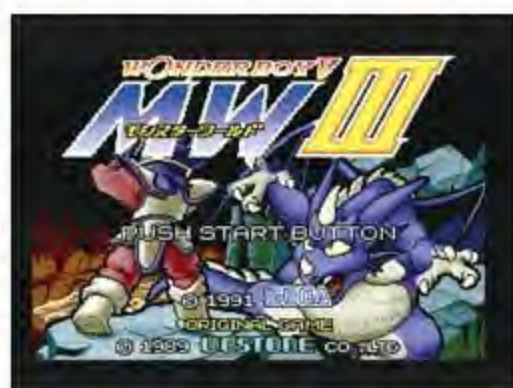 WONDER BOY V
MW III
モンスターワールド
PUSH START BUTTON
© 1991 SEGA
ORIGINAL GAME
© 1989 WESTONE CO.,LTD